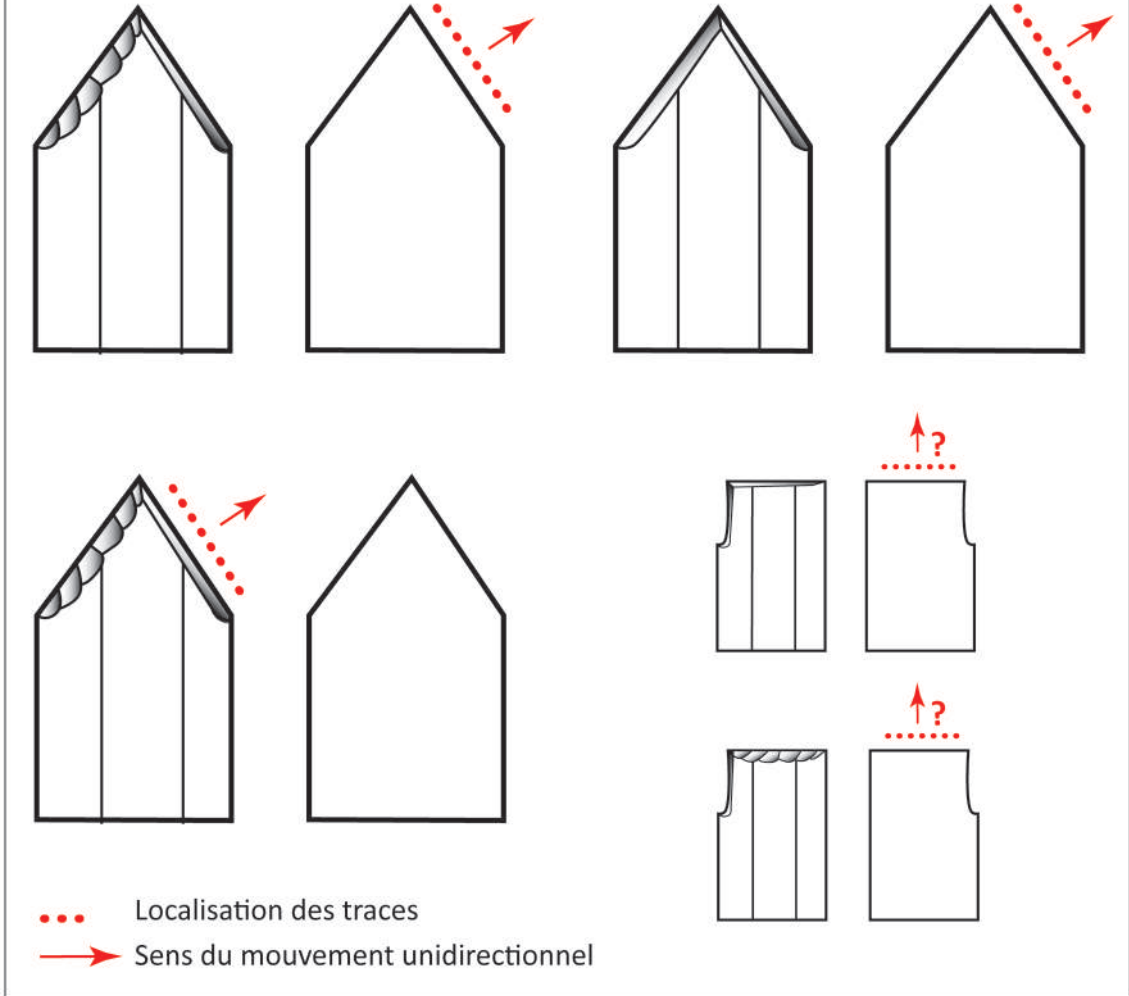 ?
?
Localisation des traces
Sens du mouvement unidirectionnel